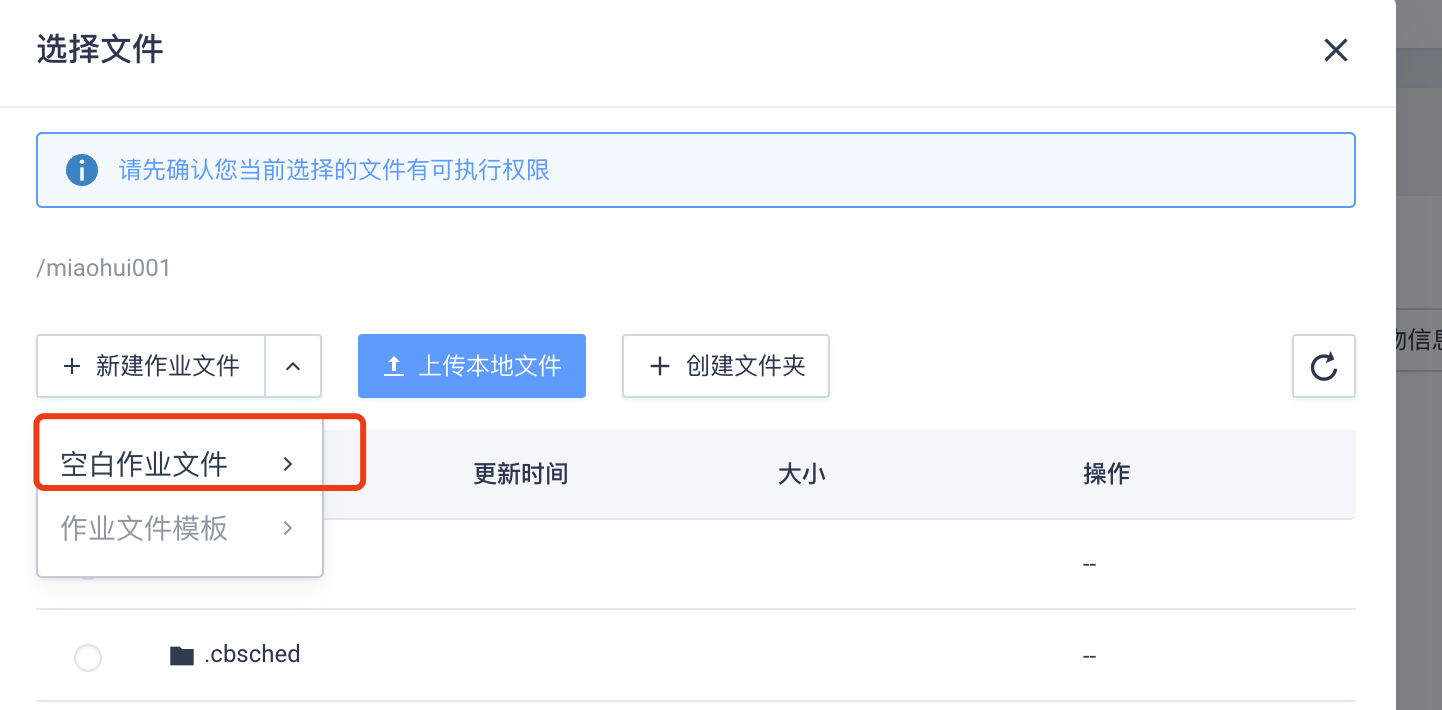 选择文件
请先确认您当前选择的文件有可执行权限
/miaohui001
新建作业文件 上传本地文件 创建文件夹
物信息
空白作业文件
更新时间 大小 操作
作业文件模板
--
.cbsched --